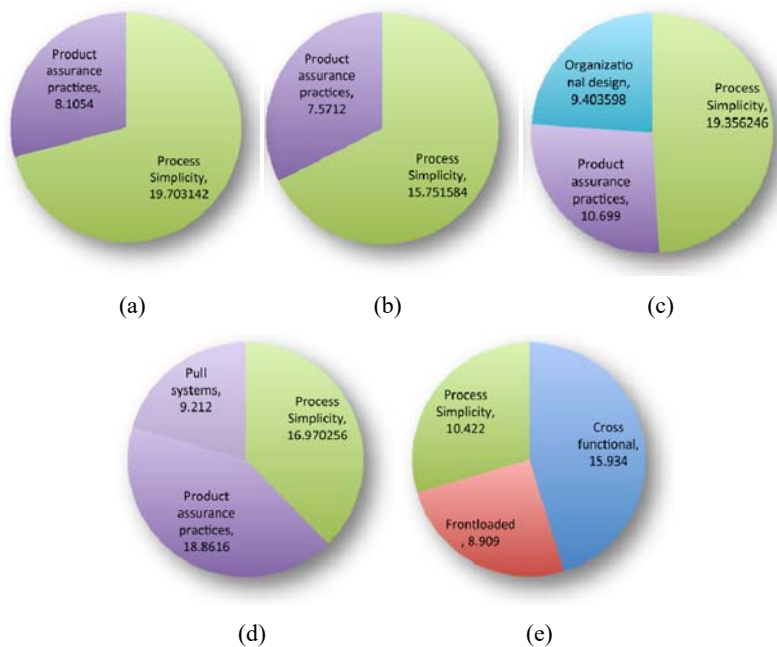 Product
assurance
practices,
8.1054
Process
Simplicity,
19.703142
(a)
Product
assurance
practices,
7.5712
Process
Simplicity,
15.751584
(b)
Organizatio
nal design,
9.403598
Process
Simplicity,
19.356246
Product
assurance
practices,
10.699
(c)
Pull
systems,
9.212
Process
Simplicity,
16.970256
Product
assurance
practices,
18.8616
(d)
Process
Simplicity,
10.422
Cross
functional,
15.934
Frontloaded
, 8.909
(e)